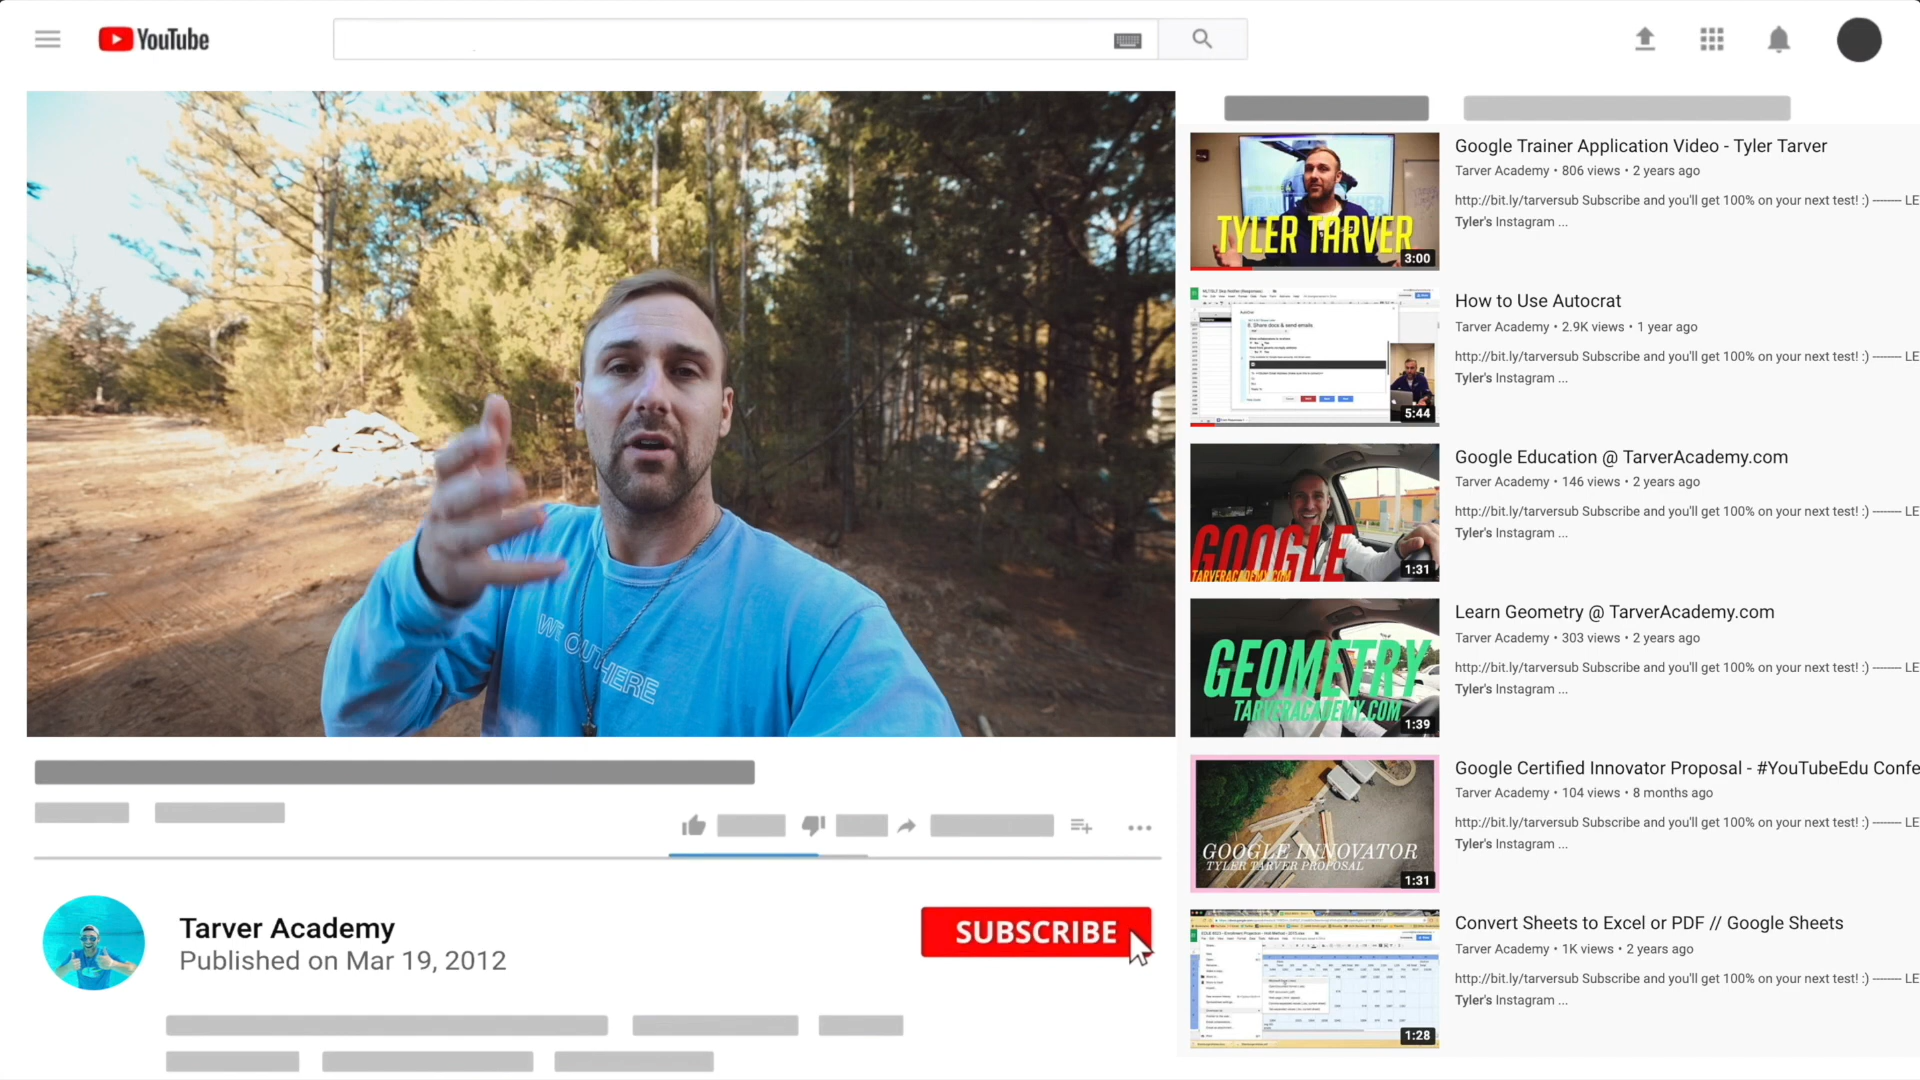 YouTube
WE OUTHERE
Tarver Academy
Published on Mar 19, 2012
SUBSCRIBE
TYLER TARVER
3:00
Google Trainer Application Video - Tyler Tarver
Tarver Academy • 806 views • 2 years ago
http://bit.ly/tarversub Subscribe and you'll get 100% on your next test! :) -------- LE
Tyler's Instagram ...
8. Share docs & send emails
5:44
How to Use Autocrat
Tarver Academy • 2.9K views • 1 year ago
http://bit.ly/tarversub Subscribe and you'll get 100% on your next test! :) -------- LE
Tyler's Instagram ...
GOOGLE
TARVERACADEMY.COM
1:31
Google Education @ TarverAcademy.com
Tarver Academy • 146 views • 2 years ago
http://bit.ly/tarversub Subscribe and you'll get 100% on your next test! :) -------- LE
Tyler's Instagram ...
GEOMETRY
TARVERACADEMY.COM
1:39
Learn Geometry @ TarverAcademy.com
Tarver Academy • 303 views • 2 years ago
http://bit.ly/tarversub Subscribe and you'll get 100% on your next test! :) -------- LE
Tyler's Instagram ...
GOOGLE INNOVATOR
TYLER TARVER PROPOSAL
1:31
Google Certified Innovator Proposal - #YouTubeEdu Confe
Tarver Academy • 104 views • 8 months ago
http://bit.ly/tarversub Subscribe and you'll get 100% on your next test! :) -------- LE
Tyler's Instagram ...
1:28
Convert Sheets to Excel or PDF // Google Sheets
Tarver Academy • 1K views • 2 years ago
http://bit.ly/tarversub Subscribe and you'll get 100% on your next test! :) -------- LE
Tyler's Instagram ...